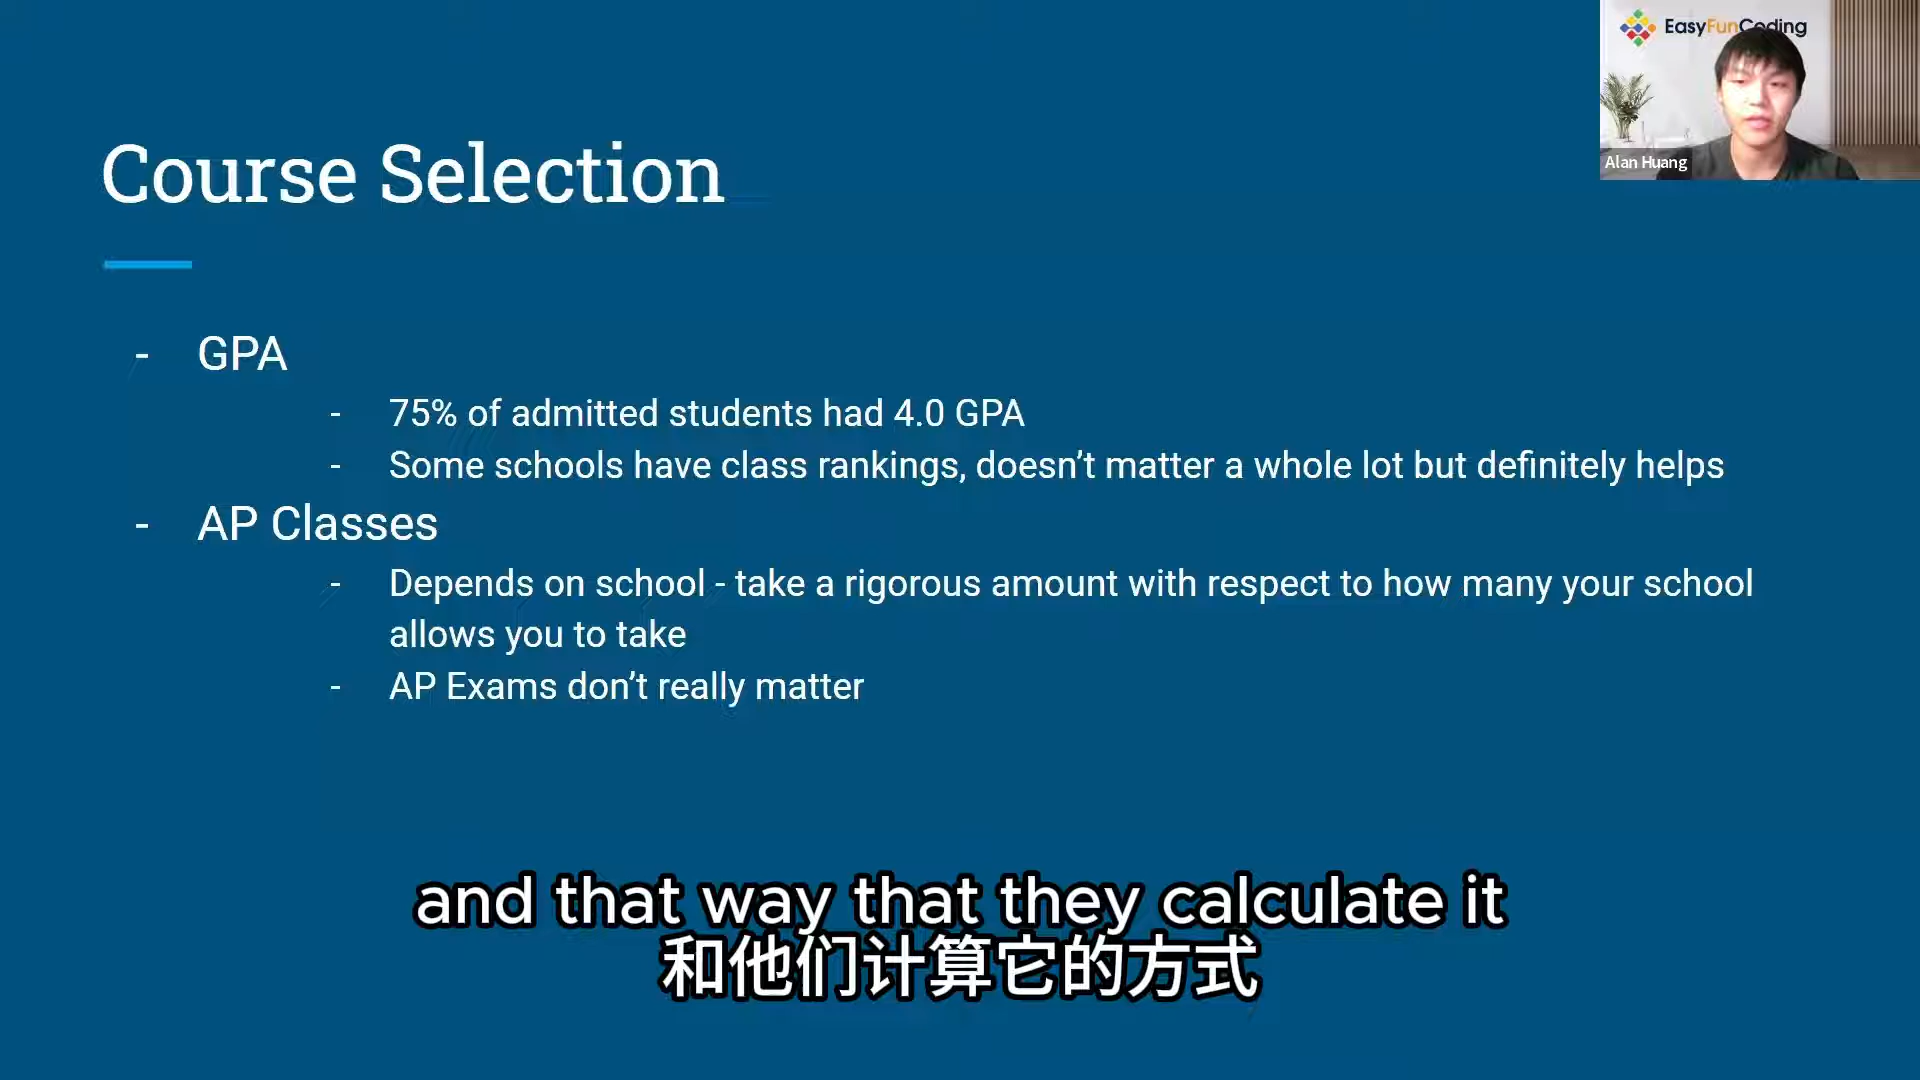 EasyFunCoding
Alan Huang
Course Selection
- GPA
- 75% of admitted students had 4.0 GPA
- Some schools have class rankings, doesn't matter a whole lot but definitely helps
- AP Classes
- Depends on school - take a rigorous amount with respect to how many your school
allows you to take
- AP Exams don't really matter
and that way that they calculate it
和他们计算它的方式